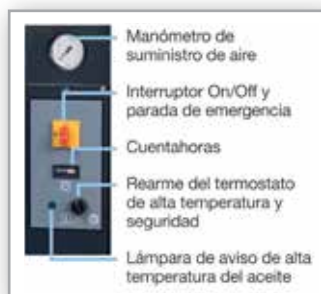 Manómetro de
suministro de aire
Interruptor On/Off y
parada de emergencia
Cuentahoras
Rearme del termostato
de alta temperatura y
seguridad
Lámpara de aviso de alta
temperatura del aceite